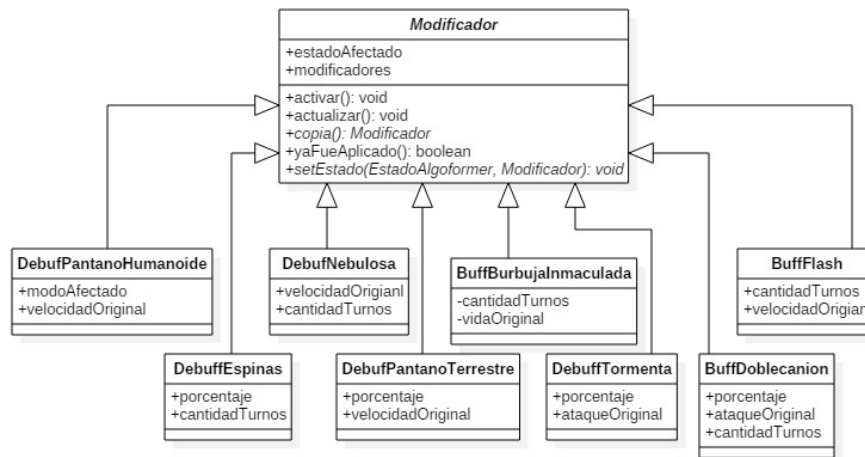 Modificador
+estadoAfectado
+modificadores
+activar(): void
+actualizar(): void
+copia(): Modificador
+yaFueAplicado(): boolean
+setEstado(EstadoAlgoformer, Modificador): void
DebufPantanoHumanoide
+modoAfectado
+velocidadOriginal
DebufNebulosa
+velocidadOrigianl
+cantidadTurnos
BuffBurbujaInmaculada
-cantidadTurnos
-vidaOriginal
BuffFlash
+cantidadTurnos
+velocidadOrigian
DebuffEspinas
+porcentaje
+cantidadTurnos
DebufPantanoTerrestre
+porcentaje
+velocidadOriginal
DebuffTormenta
+porcentaje
+ataqueOriginal
BuffDoblecanion
+porcentaje
+ataqueOriginal
+cantidadTurnos